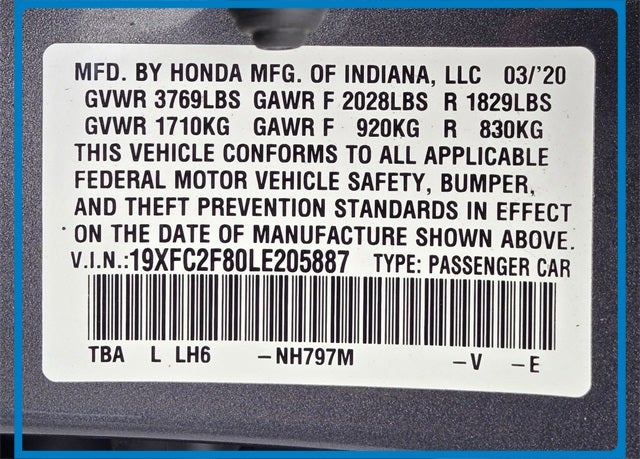 MFD. BY HONDA MFG. OF INDIANA, LLC 03/'20
GVWR 3769LBS GAWR F 2028LBS R 1829LBS
GVWR 1710KG GAWR F 920KG R 830KG
THIS VEHICLE CONFORMS TO ALL APPLICABLE
FEDERAL MOTOR VEHICLE SAFETY, BUMPER,
AND THEFT PREVENTION STANDARDS IN EFFECT
ON THE DATE OF MANUFACTURE SHOWN ABOVE.
V.I.N.:19XFC2F80LE205887 TYPE: PASSENGER CAR
TBA L LH6 –NH797M –V –E